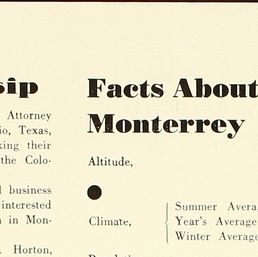 sip
Attorney
io, Texas,
king their
the Colo-
d business
interested
n in Mon-
. Horton,
Facts About
Monterrey
Altitude,
Climate,
Summer Avera
Year's Average
Winter Average